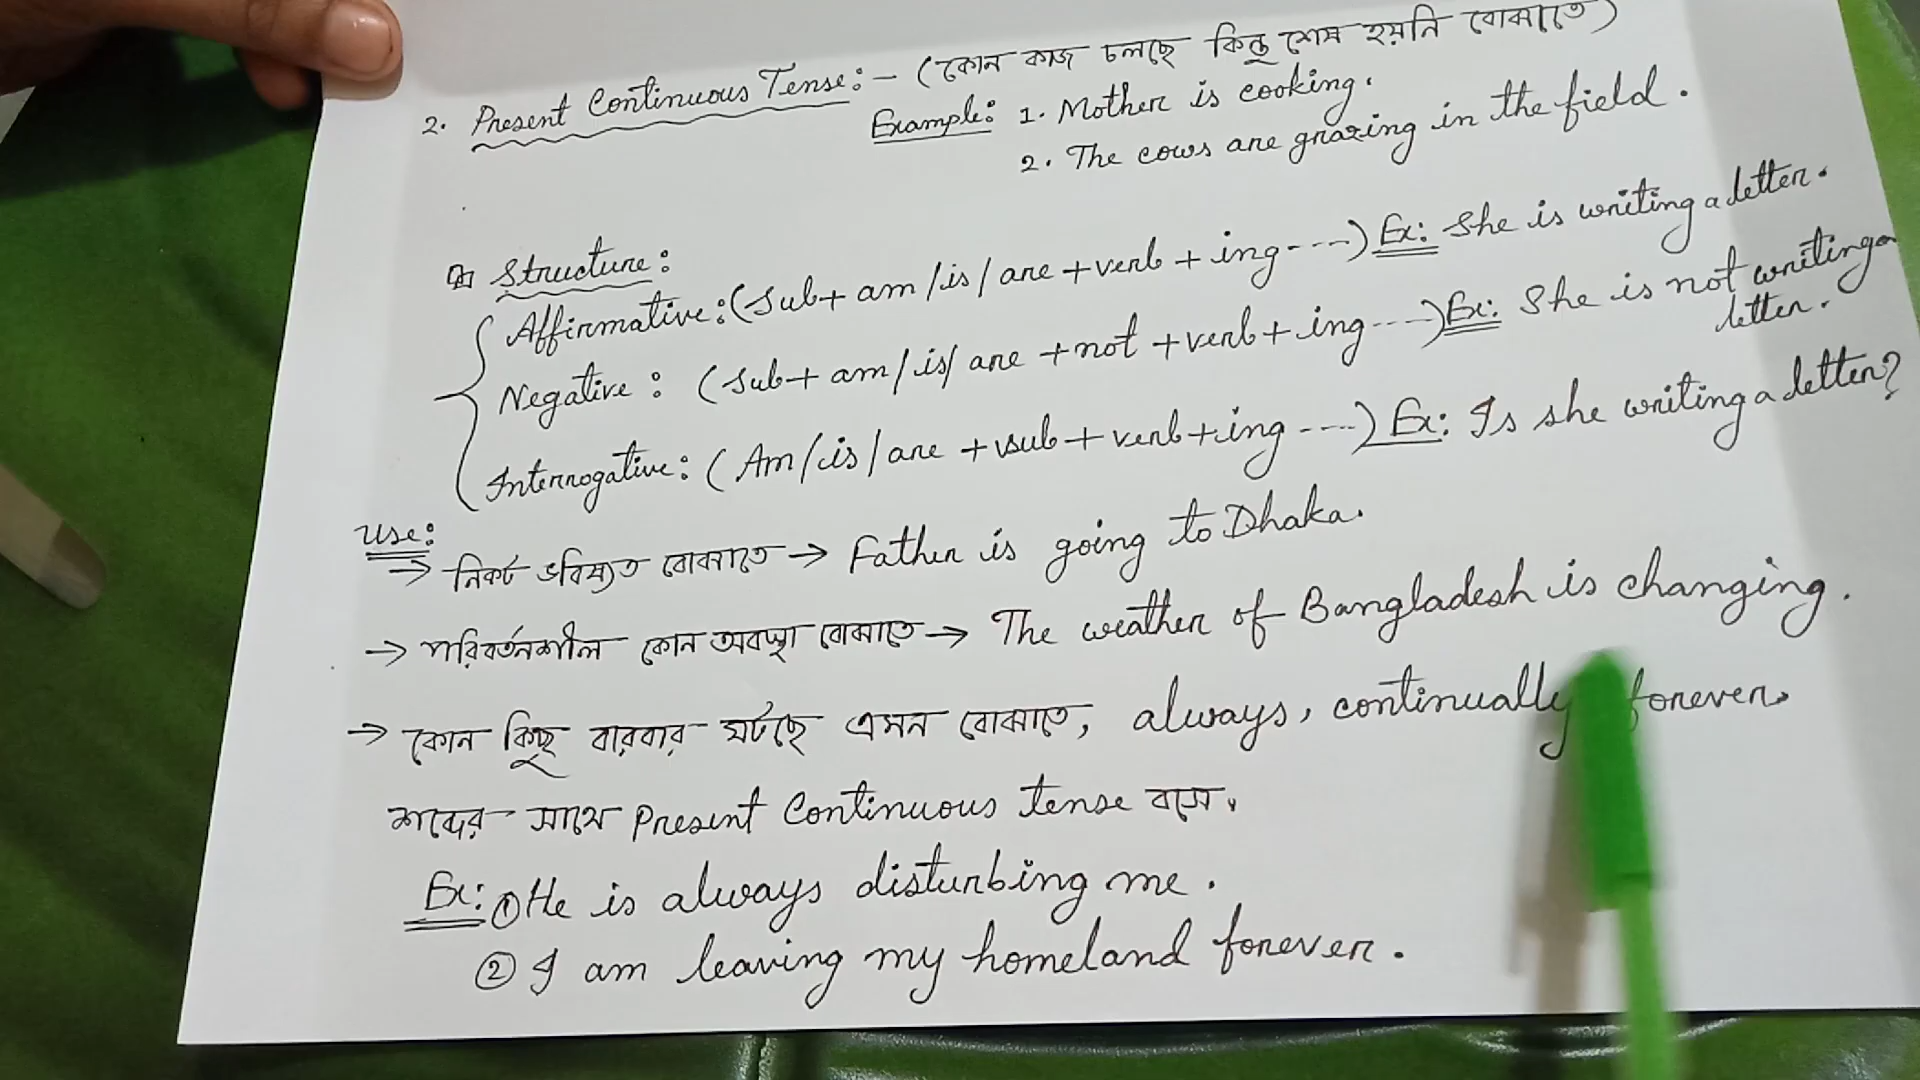 2. Present Continuous Tense:- (কোন কাজ চলছে কিন্তু শেষ হয়নি বোঝাতে)
Example: 1. Mother is cooking.
2. The cows are grazing in the field.
Structure:
Affirmative: (Sub + am/is/are + verb + ing----) Ex: She is writing a letter.
Negative: (Sub + am/is/are + not + verb + ing----) Ex: She is not writing a letter.
Interrogative: (Am/is/are + sub + verb + ing ----) Ex: Is she writing a letter?
Use:
→ নিকট ভবিষ্যত বোঝাতে → Father is going to Dhaka.
→ পরিবর্তনশীল কোন অবস্থা বোঝাতে → The weather of Bangladesh is changing.
→ কোন কিছু বারবার ঘটছে এমন বোঝাতে, always, continually forever
শব্দের সাথে Present Continuous tense বসে।
Ex: ① He is always disturbing me.
② I am leaving my homeland forever.